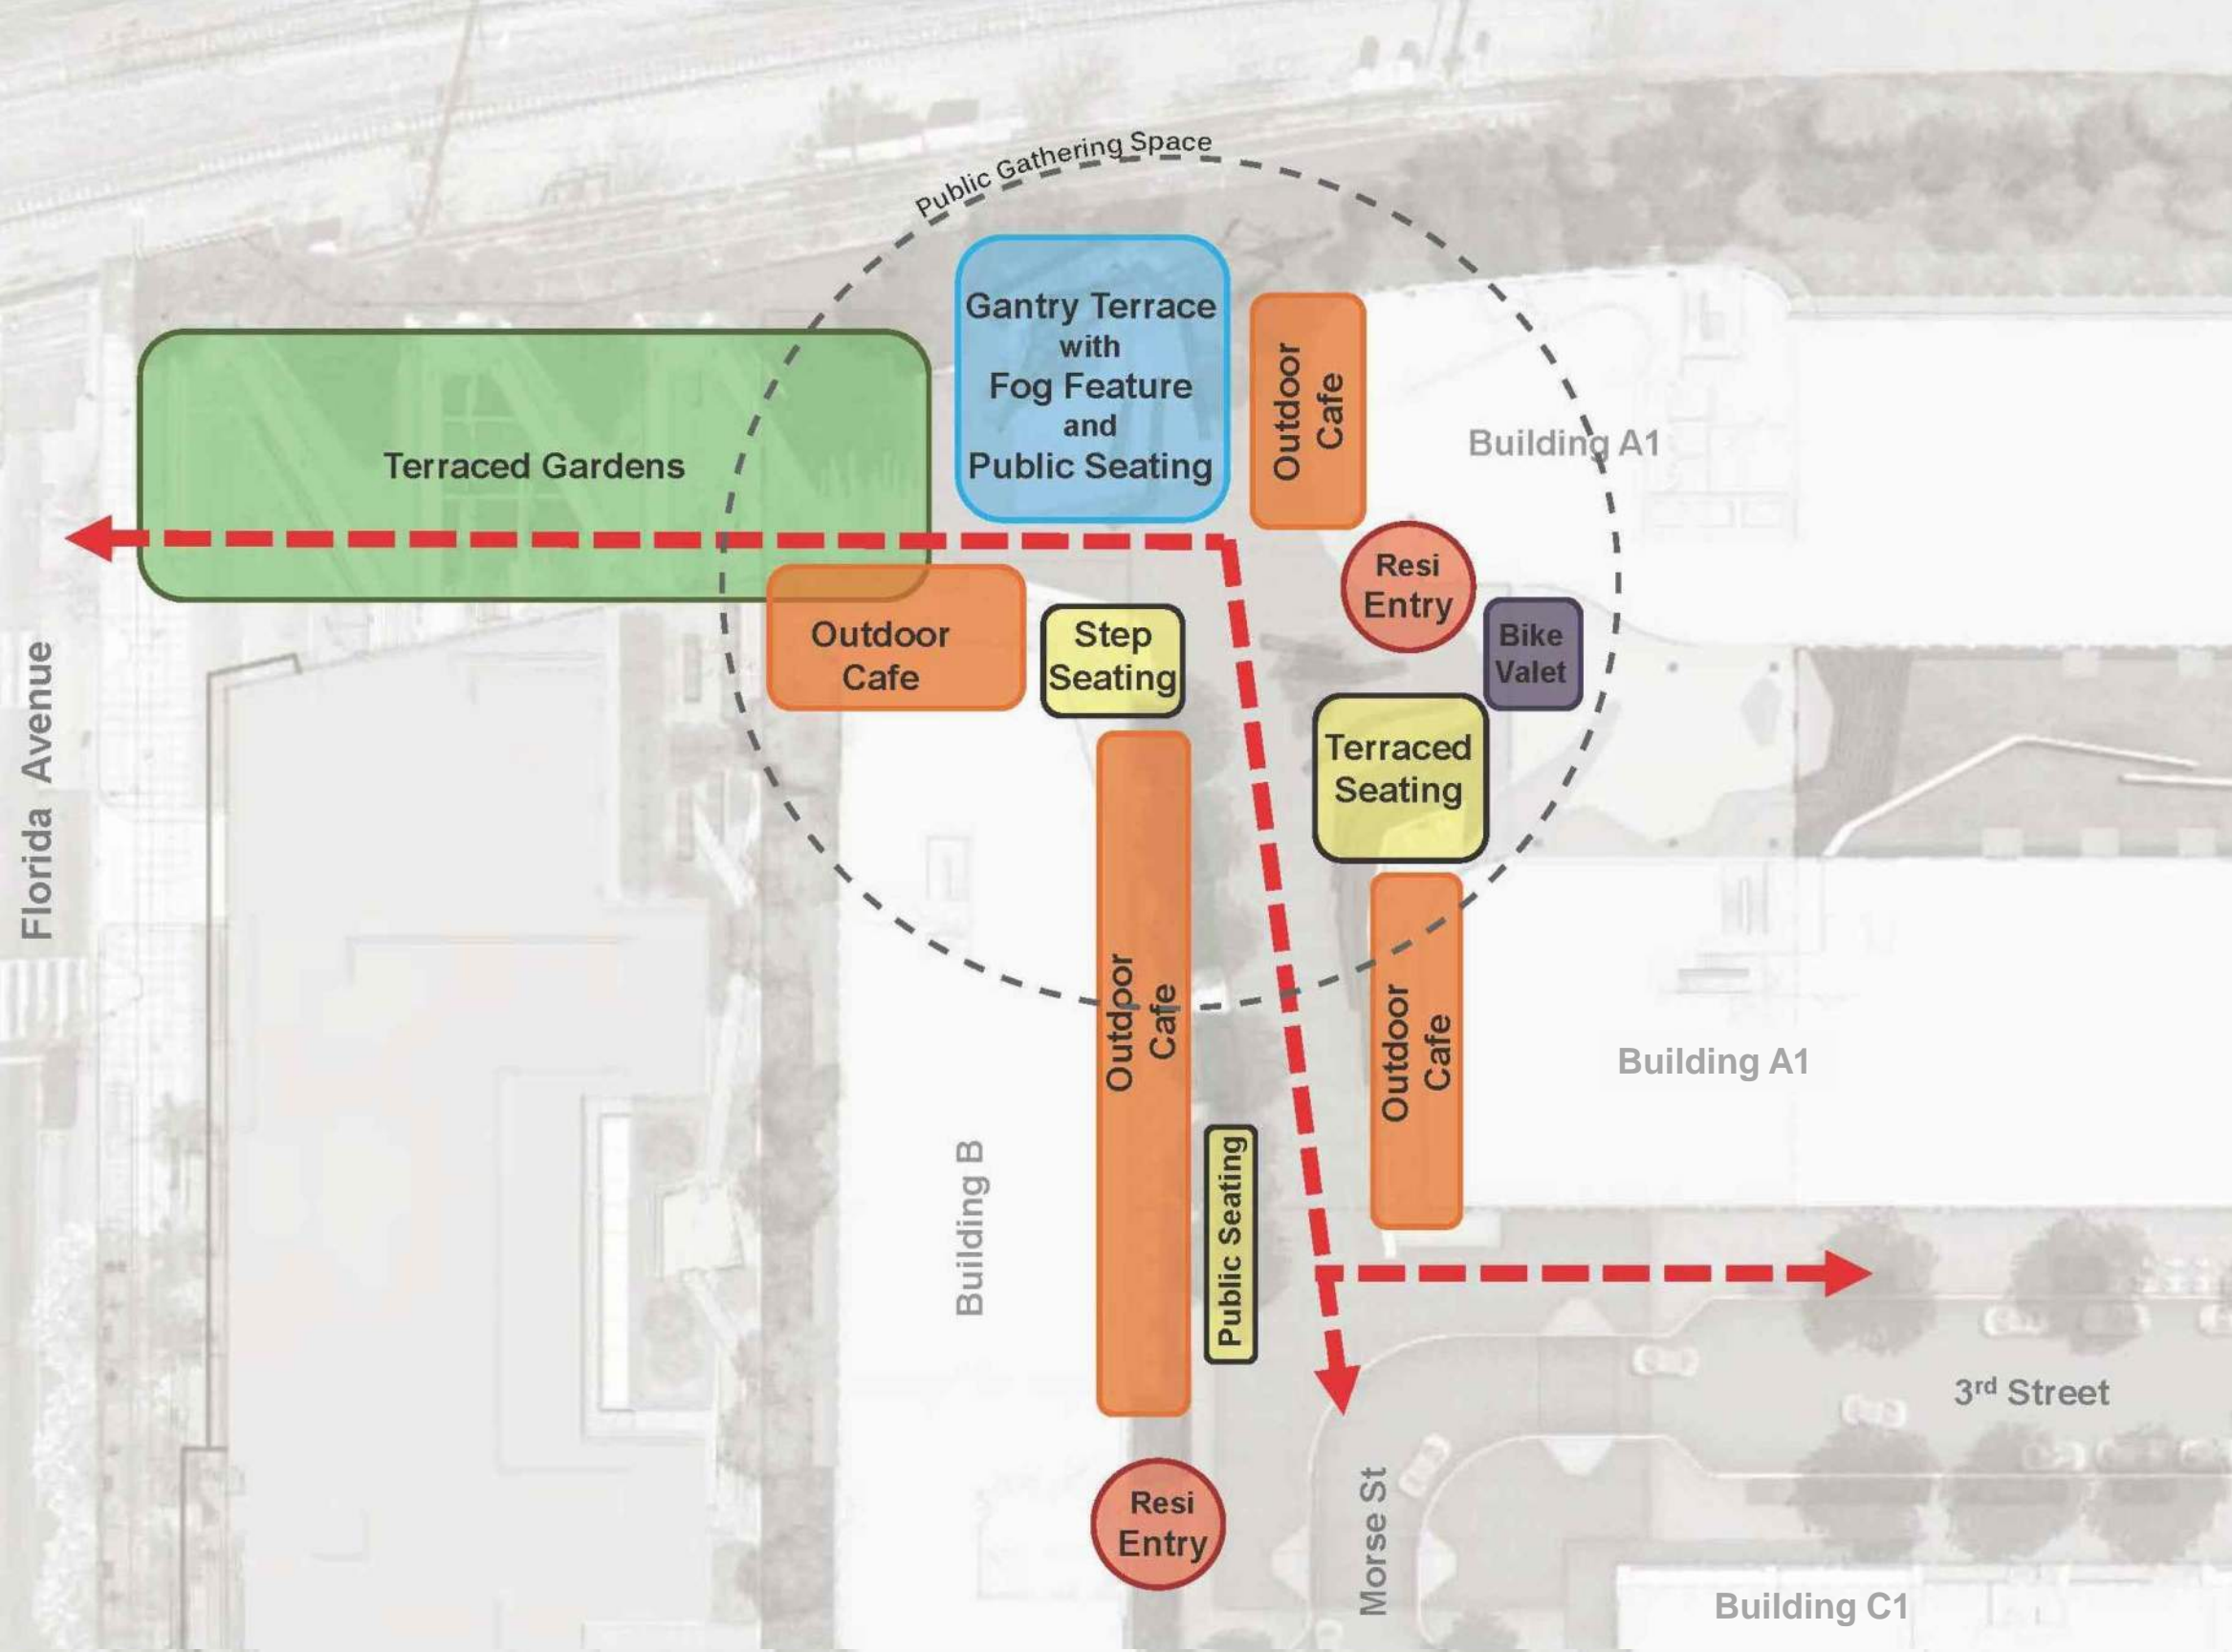 Public Gathering Space
Gantry Terrace
with
Fog Feature
and
Public Seating
Outdoor
Cafe
Building A1
Terraced Gardens
Resi
Entry
Bike
Valet
Outdoor
Cafe
Step
Seating
Terraced
Seating
Florida Avenue
Outdoor
Cafe
Outdoor
Cafe
Building A1
Building B
Public Seating
3rd Street
Resi
Entry
Morse St
Building C1